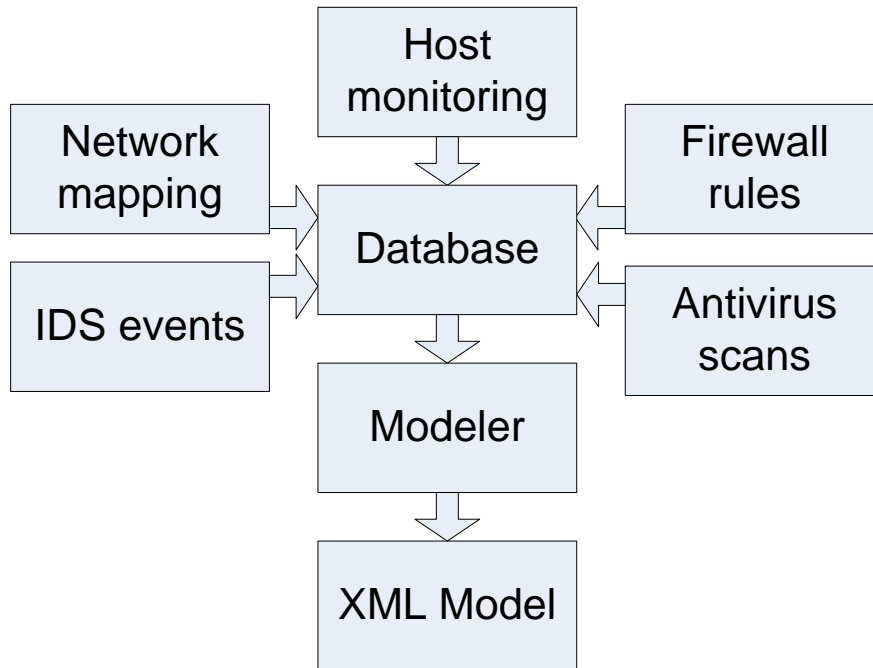 Host
monitoring
Network
mapping
Firewall
rules
Database
IDS events
Antivirus
scans
Modeler
XML Model